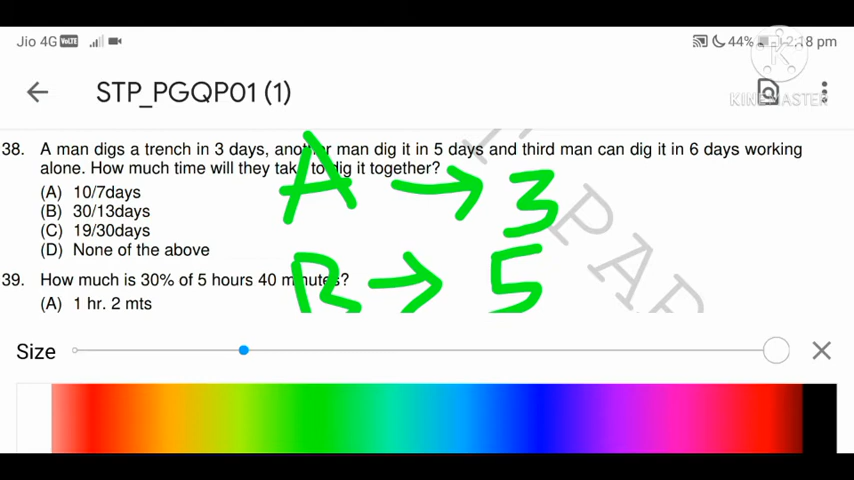 Jio 4G VoLTE 44% 2:18 pm
KINEMASTER
STP_PGQP01 (1)
38. A man digs a trench in 3 days, another man dig it in 5 days and third man can dig it in 6 days working
alone. How much time will they take to dig it together?
(A) 10/7days
(B) 30/13days
(C) 19/30days
(D) None of the above
39. How much is 30% of 5 hours 40 minutes?
(A) 1 hr. 2 mts
A → 3
B → 5
PAP
Size